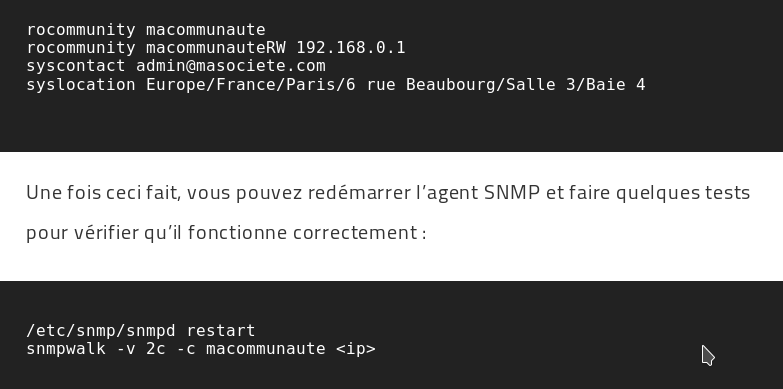 rocommunity macommunaute
rocommunity macommunauteRW 192.168.0.1
syscontact admin@masociete.com
syslocation Europe/France/Paris/6 rue Beaubourg/Salle 3/Baie 4
Une fois ceci fait, vous pouvez redémarrer l’agent SNMP et faire quelques tests
pour vérifier qu’il fonctionne correctement :
/etc/snmp/snmpd restart
snmpwalk -v 2c -c macommunaute <ip>